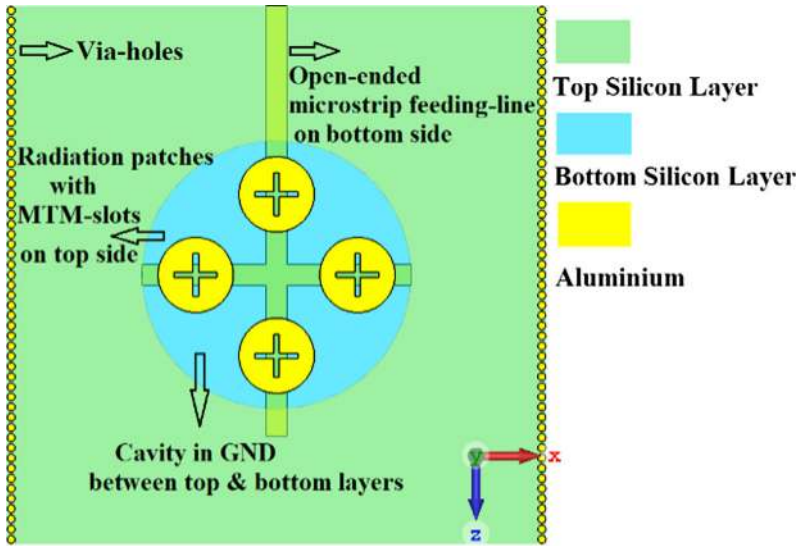 Via-holes
Open-ended
microstrip feeding-line
on bottom side
Radiation patches
with
MTM-slots
on top side
Cavity in GND
between top & bottom layers
y
x
z
Top Silicon Layer
Bottom Silicon Layer
Aluminium